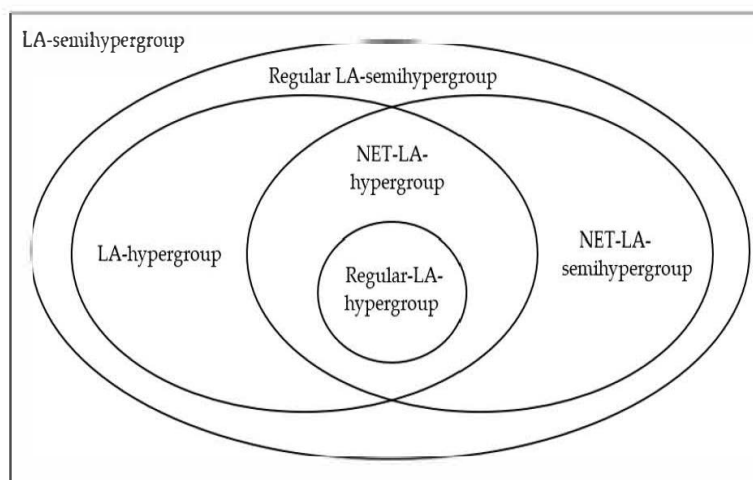 LA-semihypergroup
Regular LA-semihypergroup
NET-LA-
hypergroup
LA-hypergroup
NET-LA-
semihypergroup
Regular-LA-
hypergroup